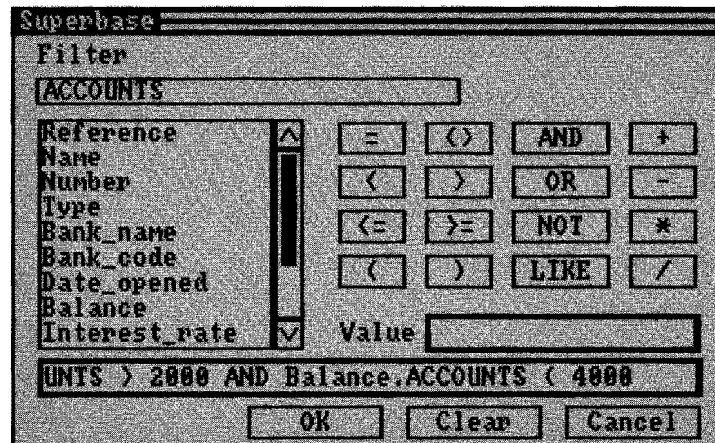 Superbase
Filter
ACCOUNTS
Reference
Name
Number
Type
Bank_name
Bank_code
Date_opened
Balance
Interest_rate
= <> AND +
< > OR -
<= >= NOT *
( ) LIKE /
Value
UNTS > 2000 AND Balance.ACCOUNTS < 4000
OK Clear Cancel